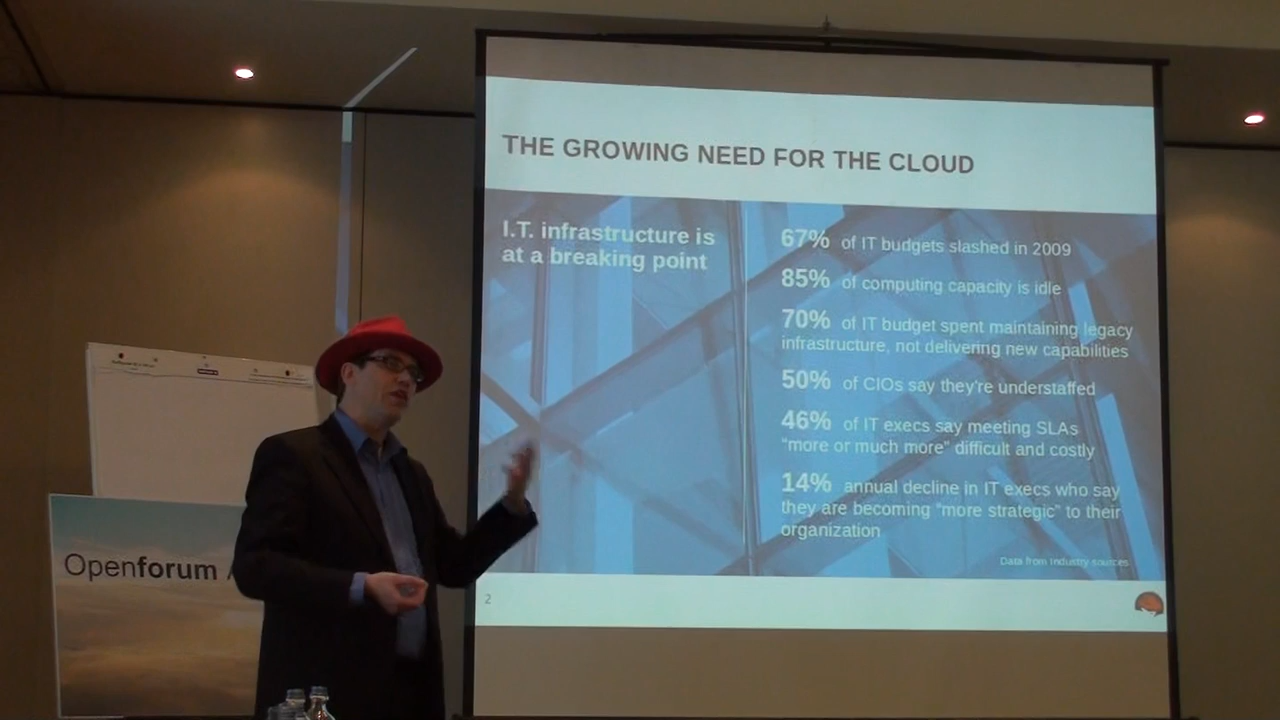 THE GROWING NEED FOR THE CLOUD
I.T. infrastructure is
at a breaking point
67% of IT budgets slashed in 2009
85% of computing capacity is idle
70% of IT budget spent maintaining legacy
infrastructure, not delivering new capabilities
50% of CIOs say they're understaffed
46% of IT execs say meeting SLAs
"more or much more" difficult and costly
14% annual decline in IT execs who say
they are becoming "more strategic" to their
organization
Data from Industry sources
2
Openforum